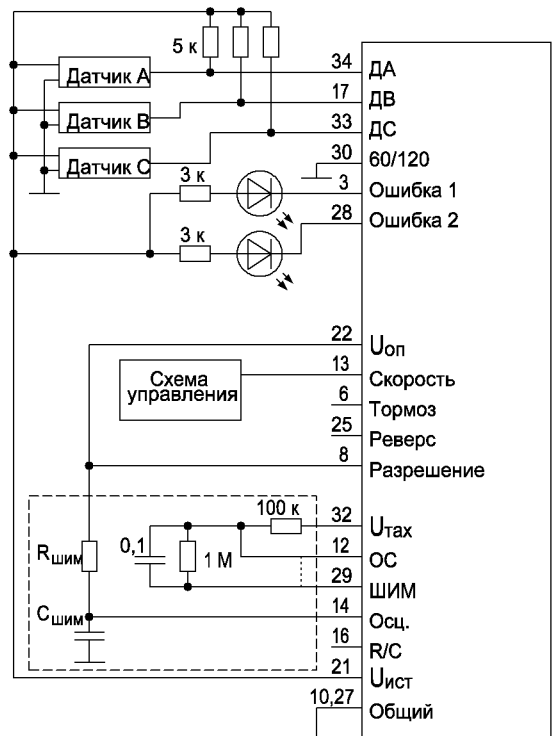 5 к
Датчик А
34
ДА
Датчик В
17
ДВ
Датчик С
33
ДС
30
60/120
3 к
3
Ошибка 1
28
Ошибка 2
3 к
22
Uоп
13
Скорость
Схема
управления
6
Тормоз
25
Реверс
8
Разрешение
100 к
32
Uтах
Rшим
0,1
1 М
12
ОС
29
ШИМ
Сшим
14
Осц.
16
R/C
21
Uист
10,27
Общий